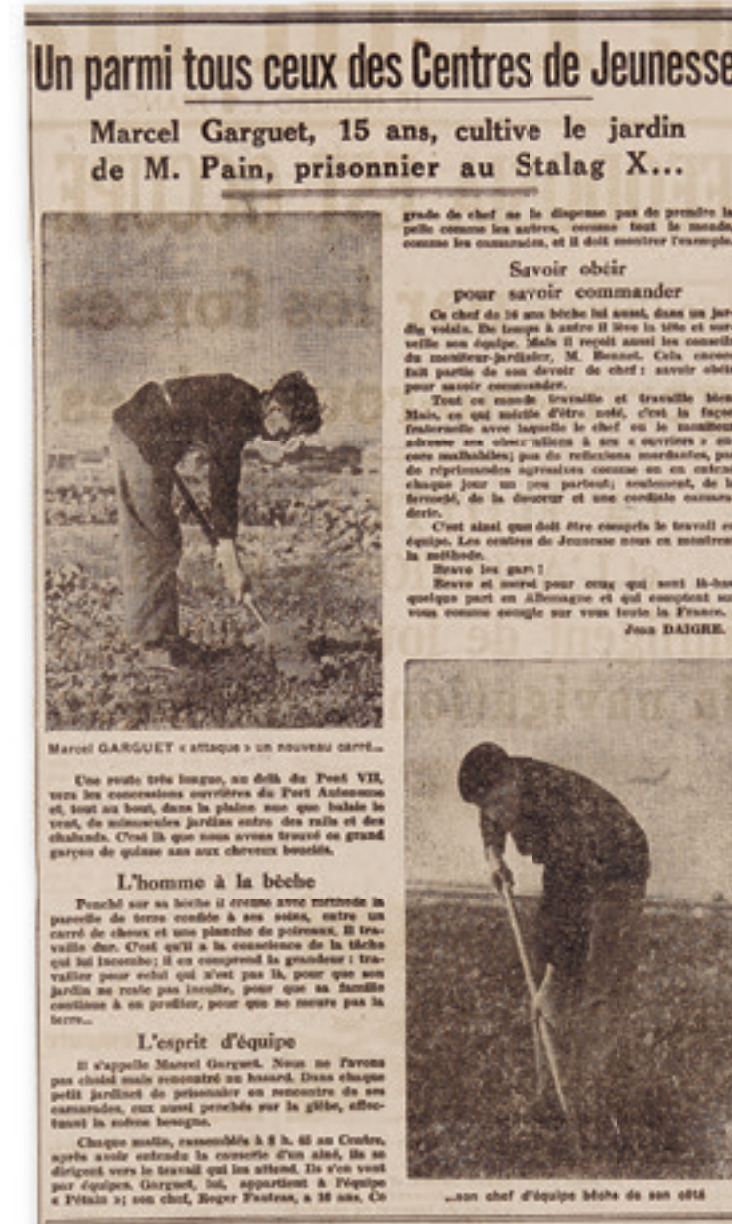 Un parmi tous ceux des Centres de Jeunesse
Marcel Garguet, 15 ans, cultive le jardin
de M. Pain, prisonnier au Stalag X...
Marcel GARGUET « attaque » un nouveau carré...
Une route très longue, au delà du Pont VII,
vers les concessions ouvrières du Port Autonome
et, tout au bout, dans la plaine nue que balaie le
vent, de minuscules jardins entre des rails et des
chalands. C'est là que nous avons trouvé ce grand
garçon de quinze ans aux cheveux bouclés.
L'homme à la bêche
Penché sur sa bêche il creuse avec méthode la
parcelle de terre confiée à ses soins, entre un
carré de choux et une planche de poireaux. Il tra-
vaille dur. C'est qu'il a la conscience de la tâche
qui lui incombe; il en comprend la grandeur : tra-
vailler pour celui qui n'est pas là, pour que son
jardin ne reste pas inculte, pour que sa famille
continue à en profiter, pour que ne meure pas la
terre...
L'esprit d'équipe
Il s'appelle Marcel Garguet. Nous ne l'avons
pas choisi mais rencontré au hasard. Dans chaque
petit jardinet de prisonnier on rencontre de ses
camarades, eux aussi penchés sur la glèbe, effec-
tuant la même besogne.
Chaque matin, rassemblés à 8 h. 45 au Centre,
après avoir entendu la causerie d'un aîné, ils se
dirigent vers le travail qui les attend. Ils s'en vont
par équipes. Garguet, lui, appartient à l'équipe
« Pétain »; son chef, Roger Fautras, a 16 ans. Ce
grade de chef ne le dispense pas de prendre la
pelle comme les autres, comme tout le monde,
comme les camarades, et il doit montrer l'exemple.
Savoir obéir
pour savoir commander
Ce chef de 16 ans bêche lui aussi, dans un jar-
din voisin. De temps à autre il lève la tête et sur-
veille son équipe. Mais il reçoit aussi les conseils
du moniteur-jardinier, M. Bonnet. Cela encore
fait partie de son devoir de chef : savoir obéir
pour savoir commander.
Tout ce monde travaille et travaille bien.
Mais, ce qui mérite d'être noté, c'est la façon
fraternelle avec laquelle le chef ou le moniteur
adresse ses observations à ses « ouvriers » en-
core malhabiles; pas de réflexions mordantes, pas
de réprimandes agressives comme on en entend
chaque jour un peu partout; seulement, de la
fermeté, de la douceur et une cordiale camara-
derie.
C'est ainsi que doit être compris le travail en
équipe. Les centres de Jeunesse nous en montrent
la méthode.
Bravo les gars !
Bravo et merci pour ceux qui sont là-bas
quelque part en Allemagne et qui comptent sur
vous comme compte sur vous toute la France.
Jean DAIGRE.
...son chef d'équipe bêche de son côté